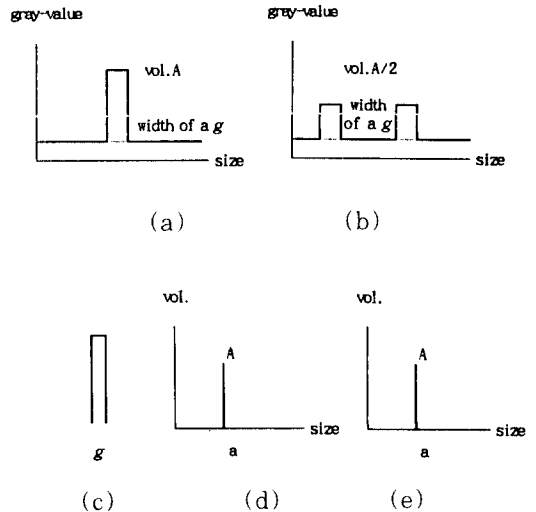 gray-value
vol.A
width of a g
size
(a)
gray-value
vol.A/2
width
of a g
size
(b)
g
(c)
vol.
A
size
a
(d)
vol.
A
size
a
(e)